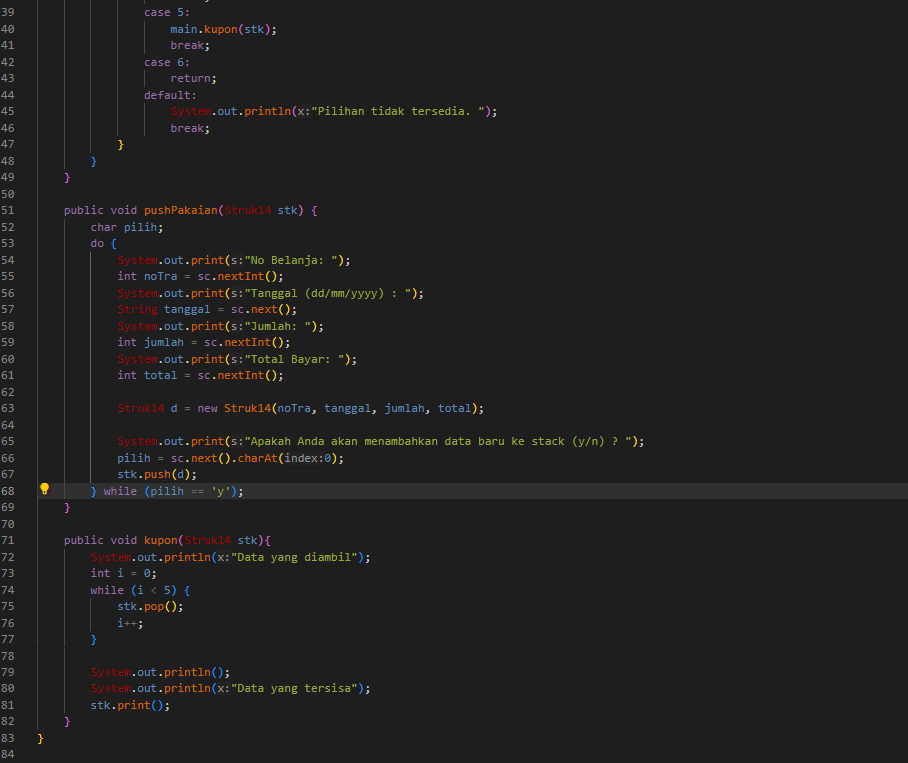 39 case 5:
40 main.kupon(stk);
41 break;
42 case 6:
43 return;
44 default:
45 System.out.println(x:"Pilihan tidak tersedia. ");
46 break;
47 }
48 }
49 }
50
51 public void pushPakaian(Struk14 stk) {
52 char pilih;
53 do {
54 System.out.print(s:"No Belanja: ");
55 int noTra = sc.nextInt();
56 System.out.print(s:"Tanggal (dd/mm/yyyy) : ");
57 String tanggal = sc.next();
58 System.out.print(s:"Jumlah: ");
59 int jumlah = sc.nextInt();
60 System.out.print(s:"Total Bayar: ");
61 int total = sc.nextInt();
62
63 Struk14 d = new Struk14(noTra, tanggal, jumlah, total);
64
65 System.out.print(s:"Apakah Anda akan menambahkan data baru ke stack (y/n) ? ");
66 pilih = sc.next().charAt(index:0);
67 stk.push(d);
68 } while (pilih == 'y');
69 }
70
71 public void kupon(Struk14 stk){
72 System.out.println(x:"Data yang diambil");
73 int i = 0;
74 while (i < 5) {
75 stk.pop();
76 i++;
77 }
78
79 System.out.println();
80 System.out.println(x:"Data yang tersisa");
81 stk.print();
82 }
83 }
84